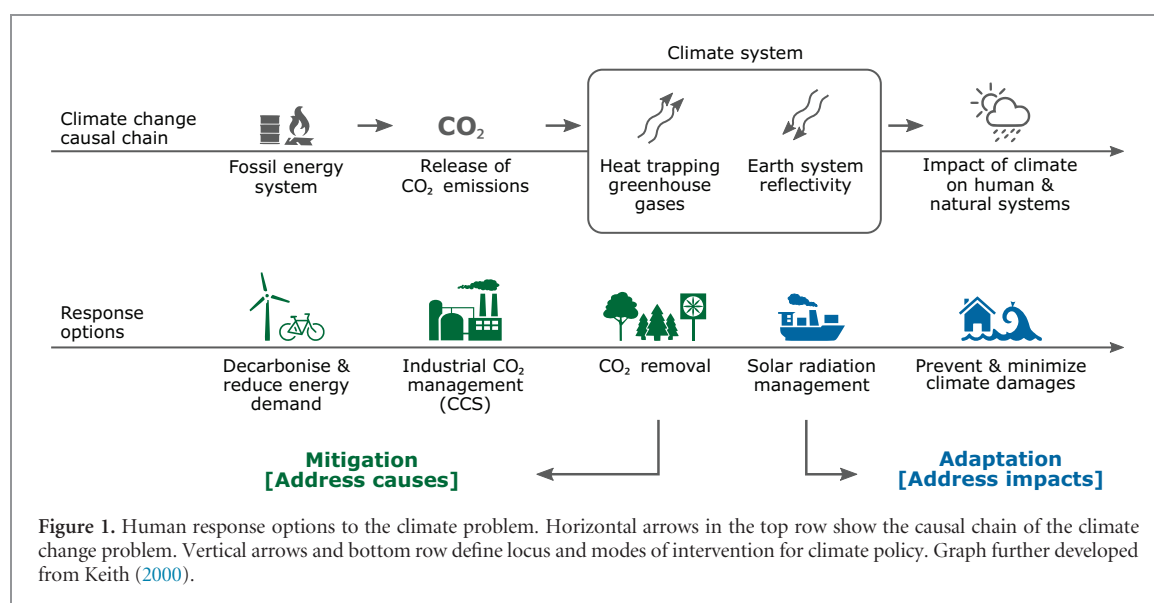 Climate system
Climate change
causal chain
CO₂
Fossil energy
system
Release of
CO₂ emissions
Heat trapping
greenhouse
gases
Earth system
reflectivity
Impact of climate
on human &
natural systems
Response
options
Decarbonise &
reduce energy
demand
Industrial CO₂
management
(CCS)
CO₂ removal
Solar radiation
management
Prevent & minimize
climate damages
Mitigation
[Address causes]
Adaptation
[Address impacts]
Figure 1. Human response options to the climate problem. Horizontal arrows in the top row show the causal chain of the climate
change problem. Vertical arrows and bottom row define locus and modes of intervention for climate policy. Graph further developed
from Keith (2000).